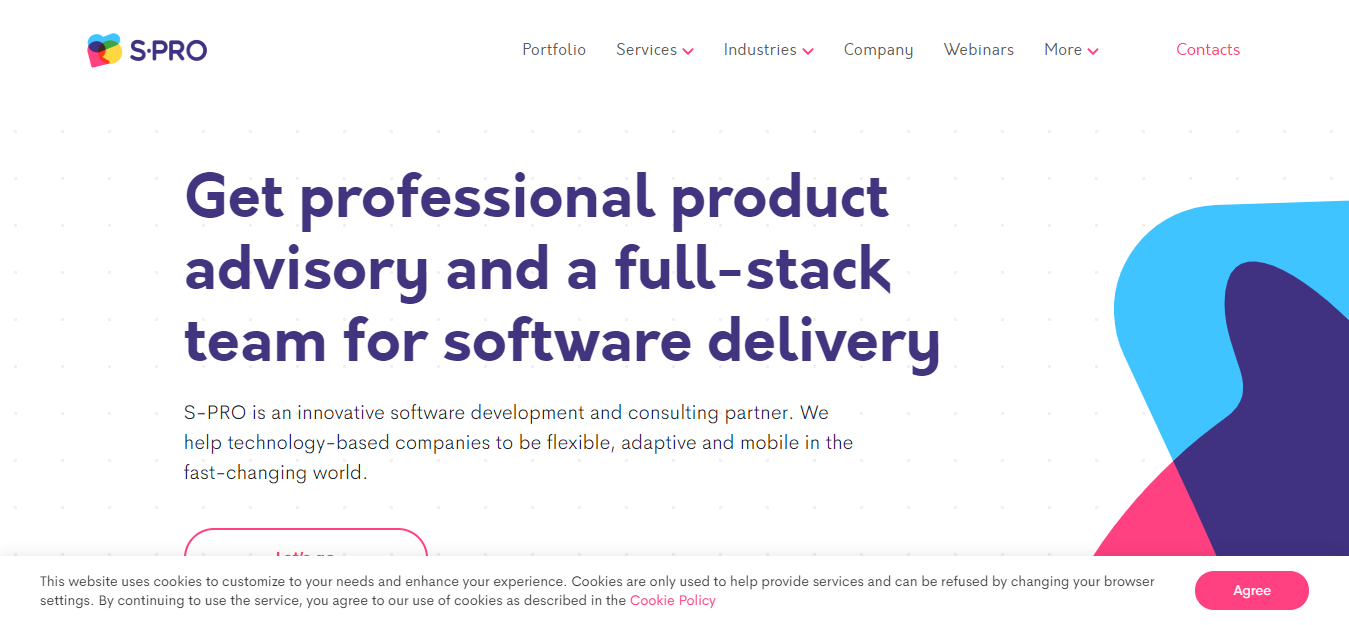 S·PRO
Portfolio Services Industries Company Webinars More Contacts
Get professional product
advisory and a full-stack
team for software delivery
S-PRO is an innovative software development and consulting partner. We
help technology-based companies to be flexible, adaptive and mobile in the
fast-changing world.
Let's go
This website uses cookies to customize to your needs and enhance your experience. Cookies are only used to help provide services and can be refused by changing your browser
settings. By continuing to use the service, you agree to our use of cookies as described in the Cookie Policy
Agree